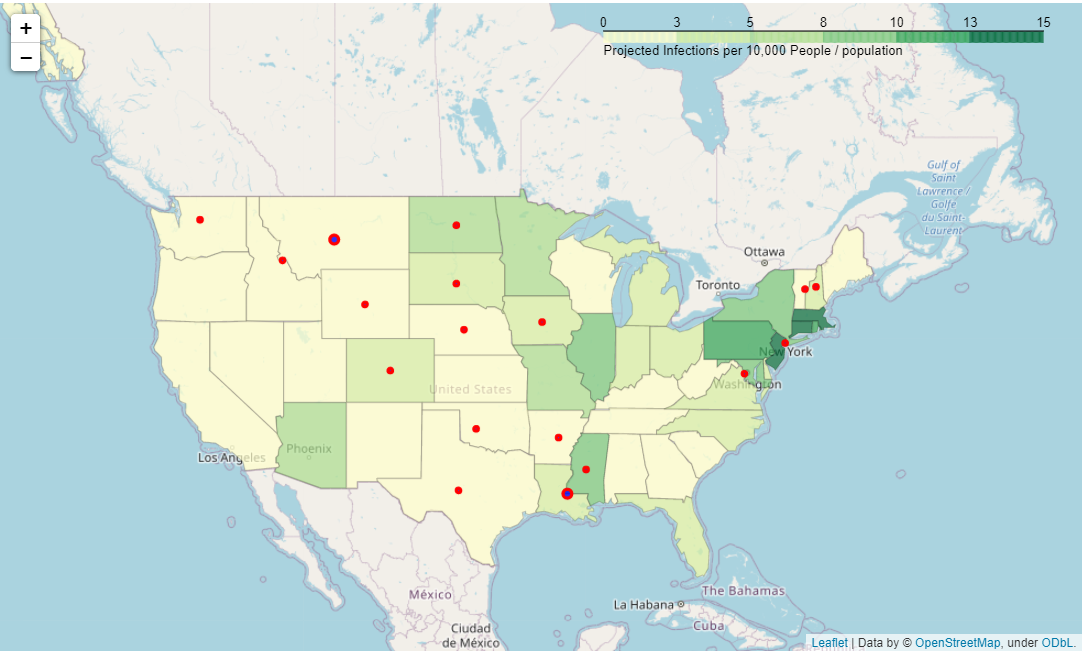 +
−
0 3 5 8 10 13 15
Projected Infections per 10,000 People / population
Gulf of
Saint
Lawrence /
Golfe
du Saint-
Laurent
Ottawa
Toronto
New York
United States
Washington
Phoenix
Los Angeles
México
The Bahamas
La Habana
Cuba
Ciudad
de México
Leaflet | Data by © OpenStreetMap, under ODbL.